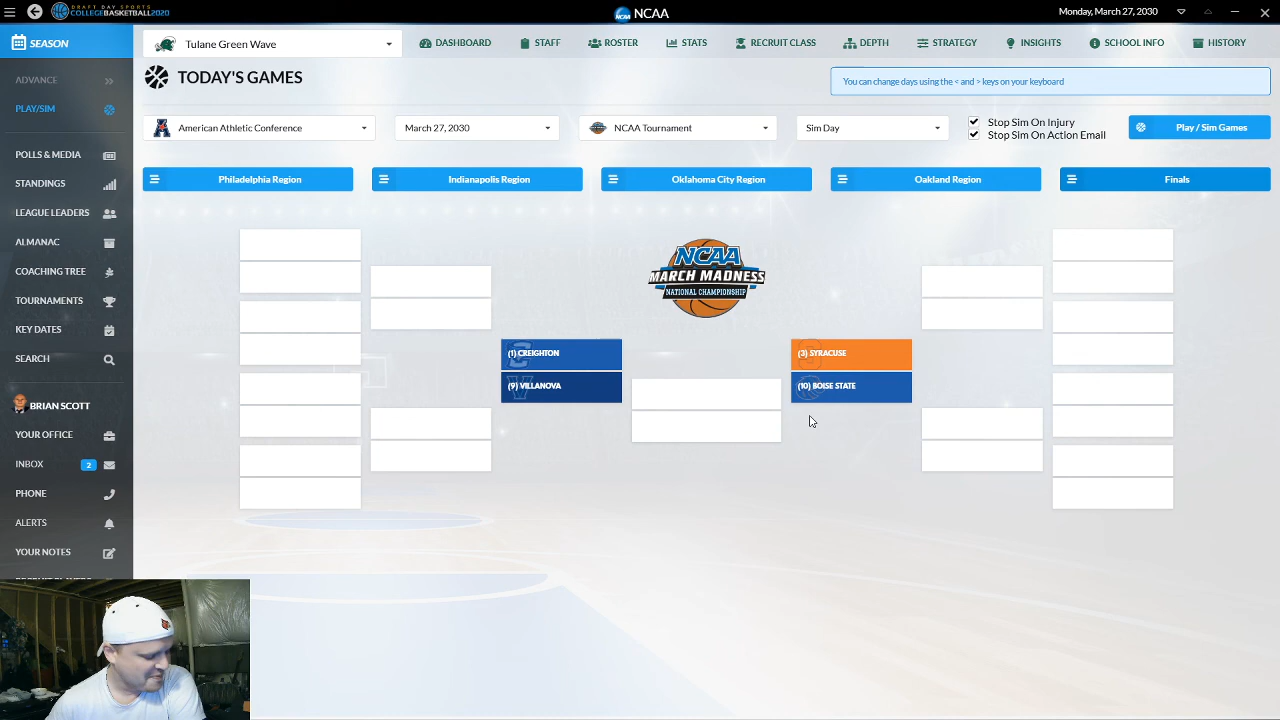 DRAFT DAY SPORTS
COLLEGE BASKETBALL 2020
NCAA
Monday, March 27, 2030
SEASON
Tulane Green Wave
DASHBOARD
STAFF
ROSTER
STATS
RECRUIT CLASS
DEPTH
STRATEGY
INSIGHTS
SCHOOL INFO
HISTORY
ADVANCE
TODAY'S GAMES
You can change days using the < and > keys on your keyboard
PLAY/SIM
American Athletic Conference
March 27, 2030
NCAA Tournament
Sim Day
Stop Sim On Injury
Stop Sim On Action Email
Play / Sim Games
POLLS & MEDIA
STANDINGS
LEAGUE LEADERS
ALMANAC
COACHING TREE
TOURNAMENTS
KEY DATES
SEARCH
Philadelphia Region
Indianapolis Region
Oklahoma City Region
Oakland Region
Finals
NCAA
MARCH MADNESS
NATIONAL CHAMPIONSHIP
(1) CREIGHTON
(9) VILLANOVA
(3) SYRACUSE
(10) BOISE STATE
BRIAN SCOTT
YOUR OFFICE
INBOX 2
PHONE
ALERTS
YOUR NOTES